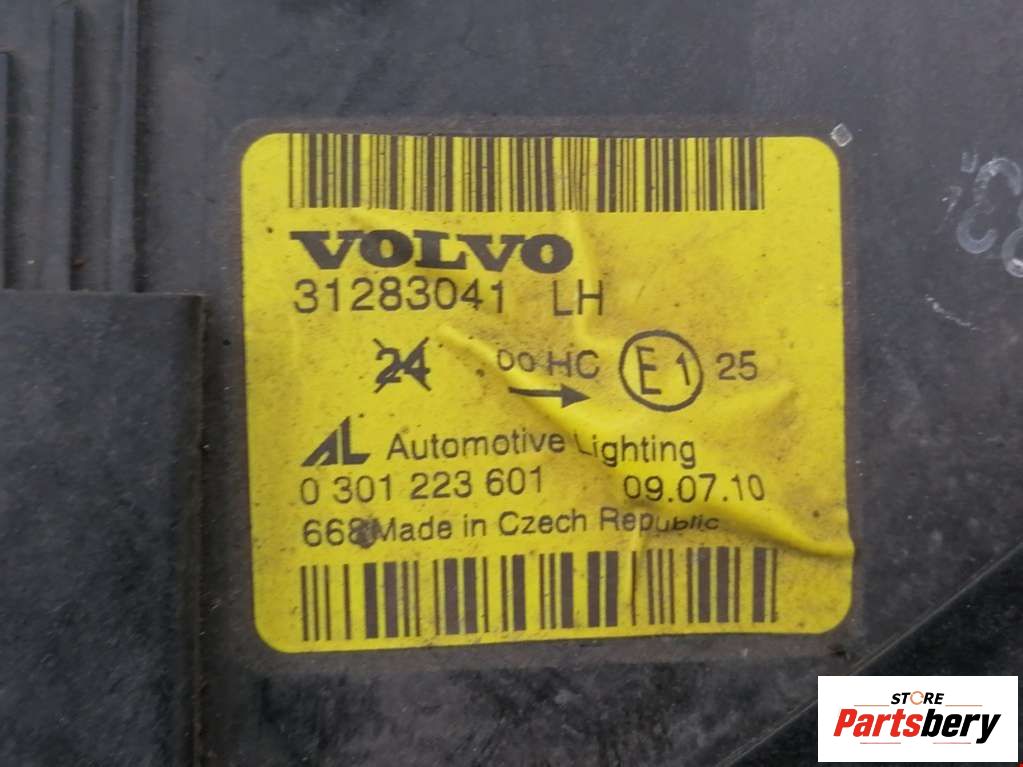 VOLVO
31283041 LH
24 DO HC E1 25
AL Automotive Lighting
0 301 223 601 09.07.10
668 Made in Czech Republic
STORE
Partsbery